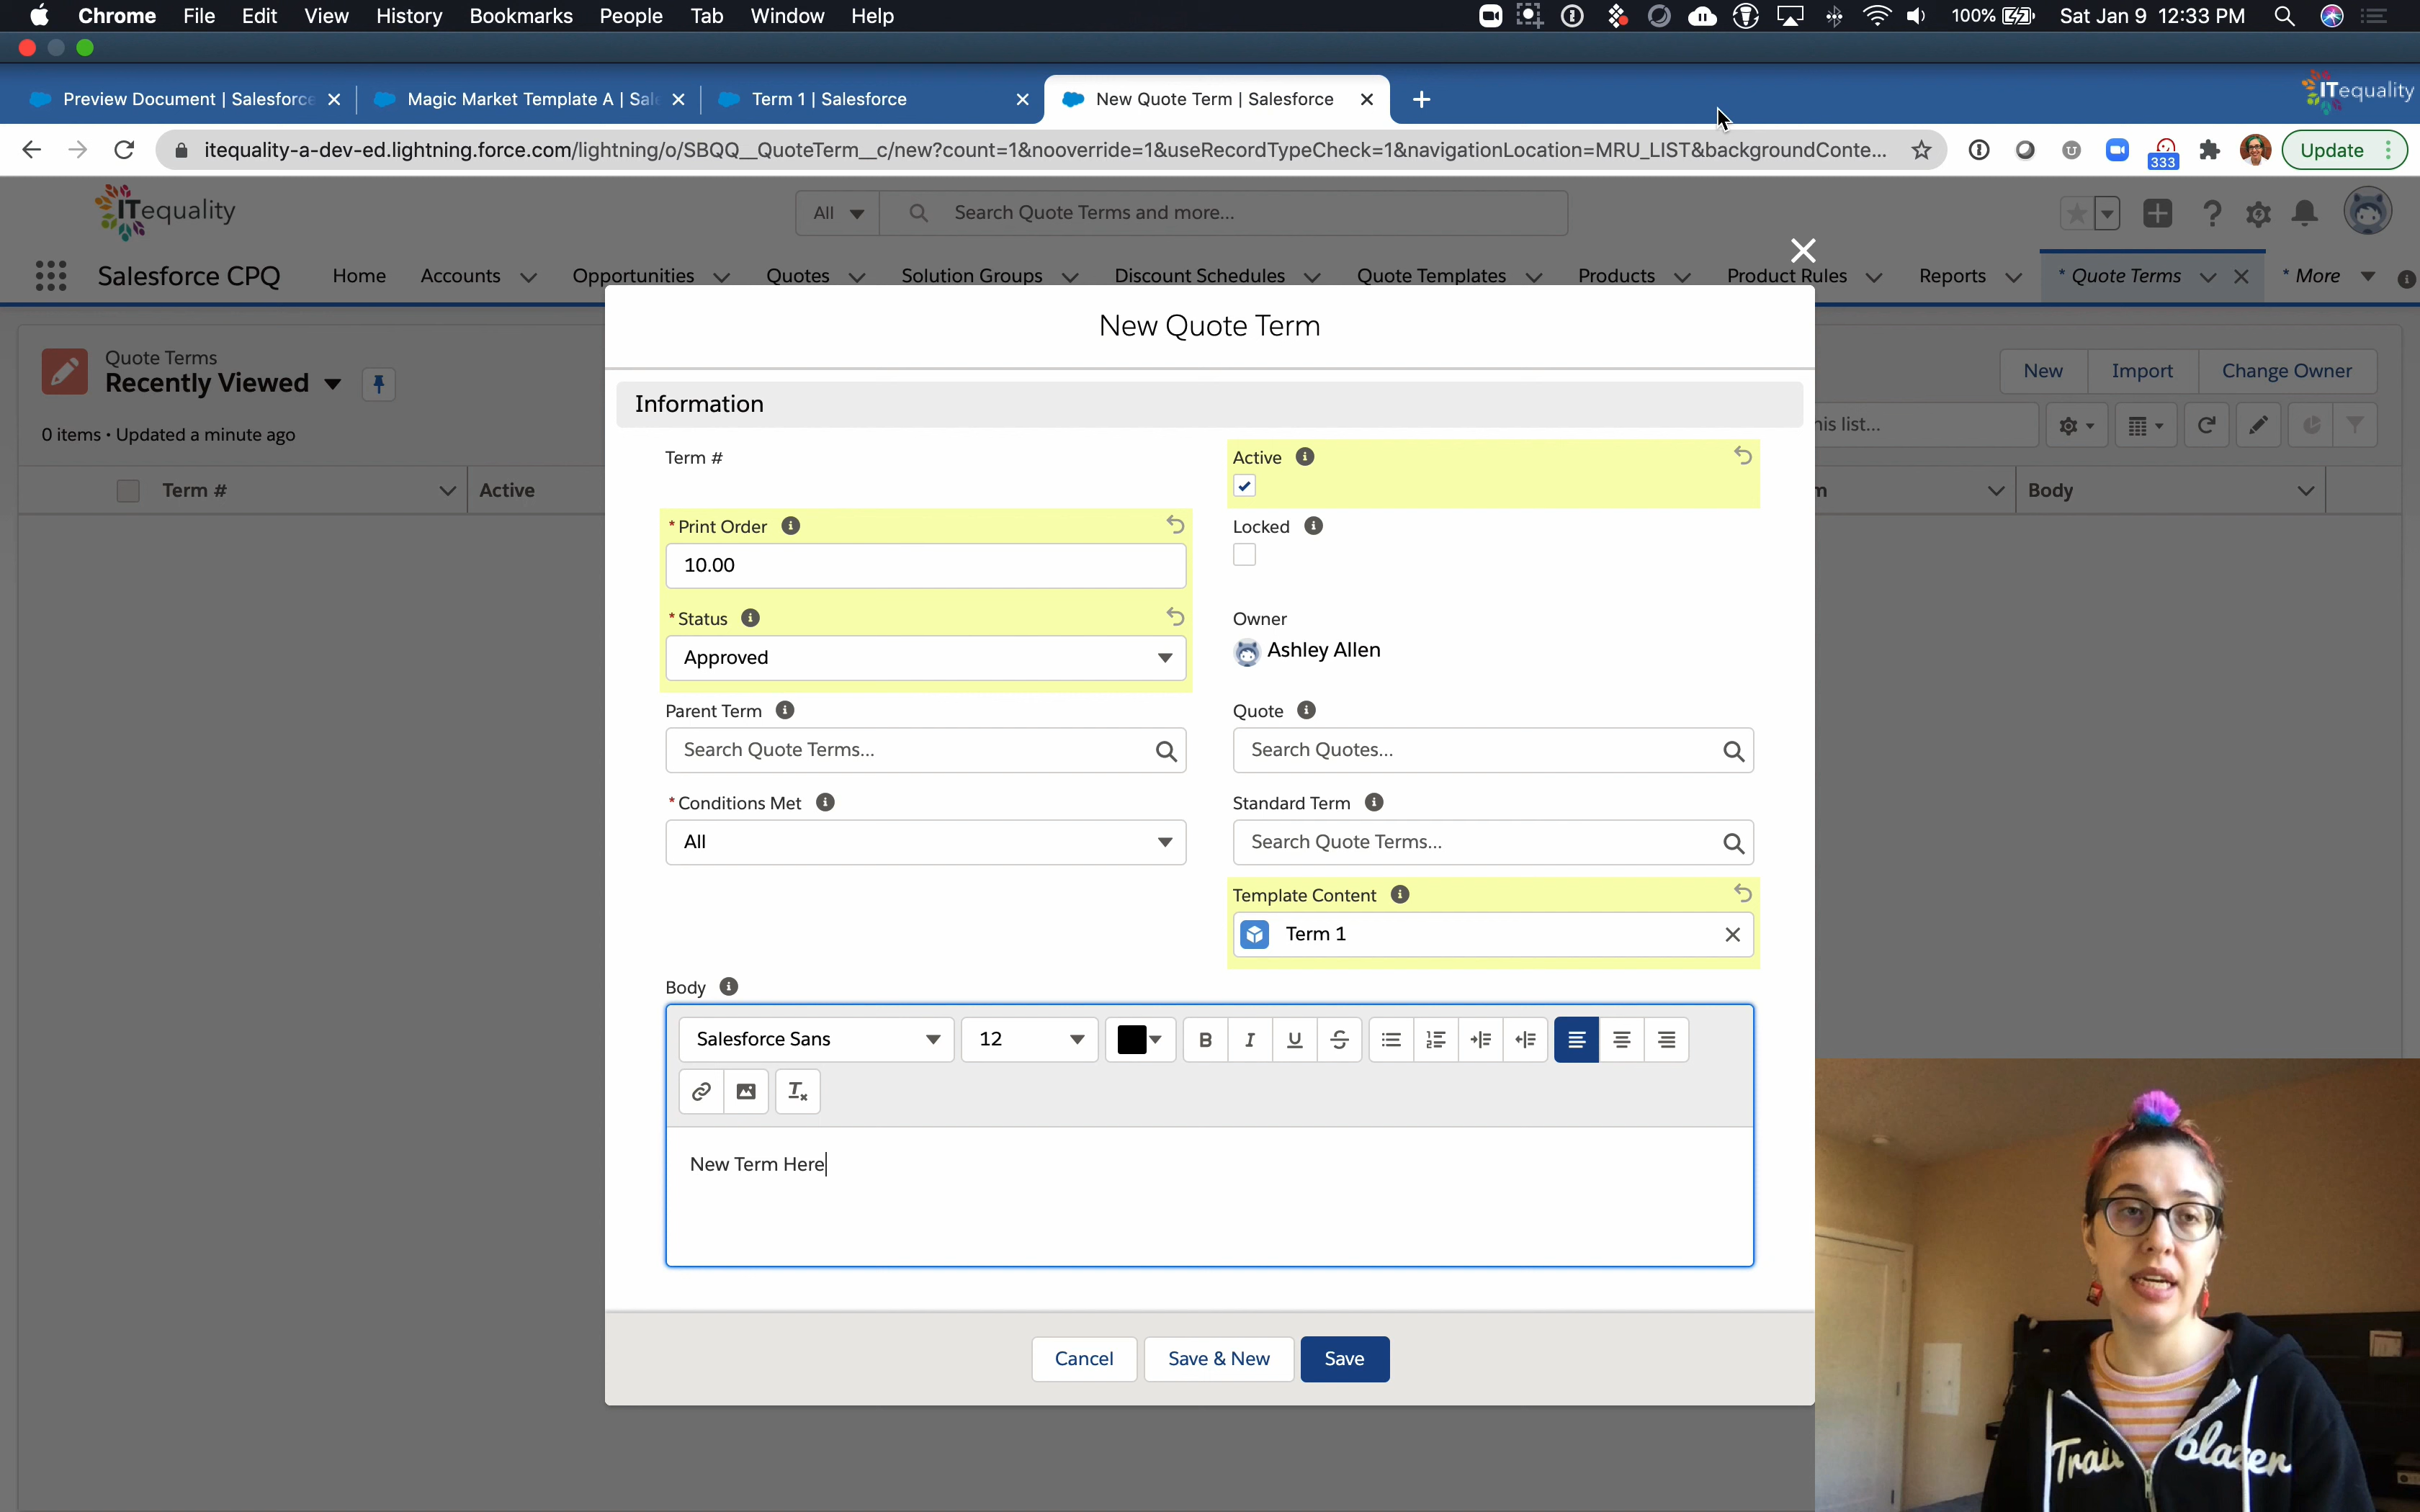 Chrome File Edit View History Bookmarks People Tab Window Help 100% Sat Jan 9 12:33 PM
Preview Document | Salesforce Magic Market Template A | Sale Term 1 | Salesforce New Quote Term | Salesforce ITequality
itequality-a-dev-ed.lightning.force.com/lightning/o/SBQQ__QuoteTerm__c/new?count=1&nooverride=1&useRecordTypeCheck=1&navigationLocation=MRU_LIST&backgroundConte... 333 Update
ITequality All Search Quote Terms and more...
Salesforce CPQ Home Accounts Opportunities Quotes Solution Groups Discount Schedules Quote Templates Products Product Rules Reports * Quote Terms * More
New Quote Term
Quote Terms
Recently Viewed
New Import Change Owner
0 items • Updated a minute ago
his list...
Term # Active m Body
Information
Term #
Active
* Print Order
10.00
Locked
* Status
Approved
Owner
Ashley Allen
Parent Term
Search Quote Terms...
Quote
Search Quotes...
* Conditions Met
All
Standard Term
Search Quote Terms...
Template Content
Term 1
Body
Salesforce Sans 12 B I U S
New Term Here
Cancel Save & New Save
Trail blazer